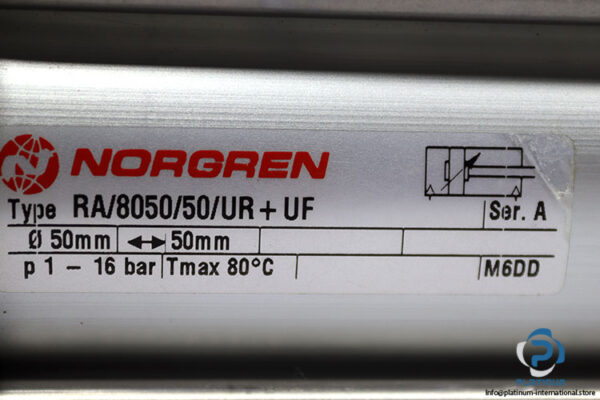 NORGREN
Type RA/8050/50/UR + UF Ser. A
Ø 50mm 50mm
p 1 - 16 bar Tmax 80°C M6DD
PLATINUM
info@platinum-international.store